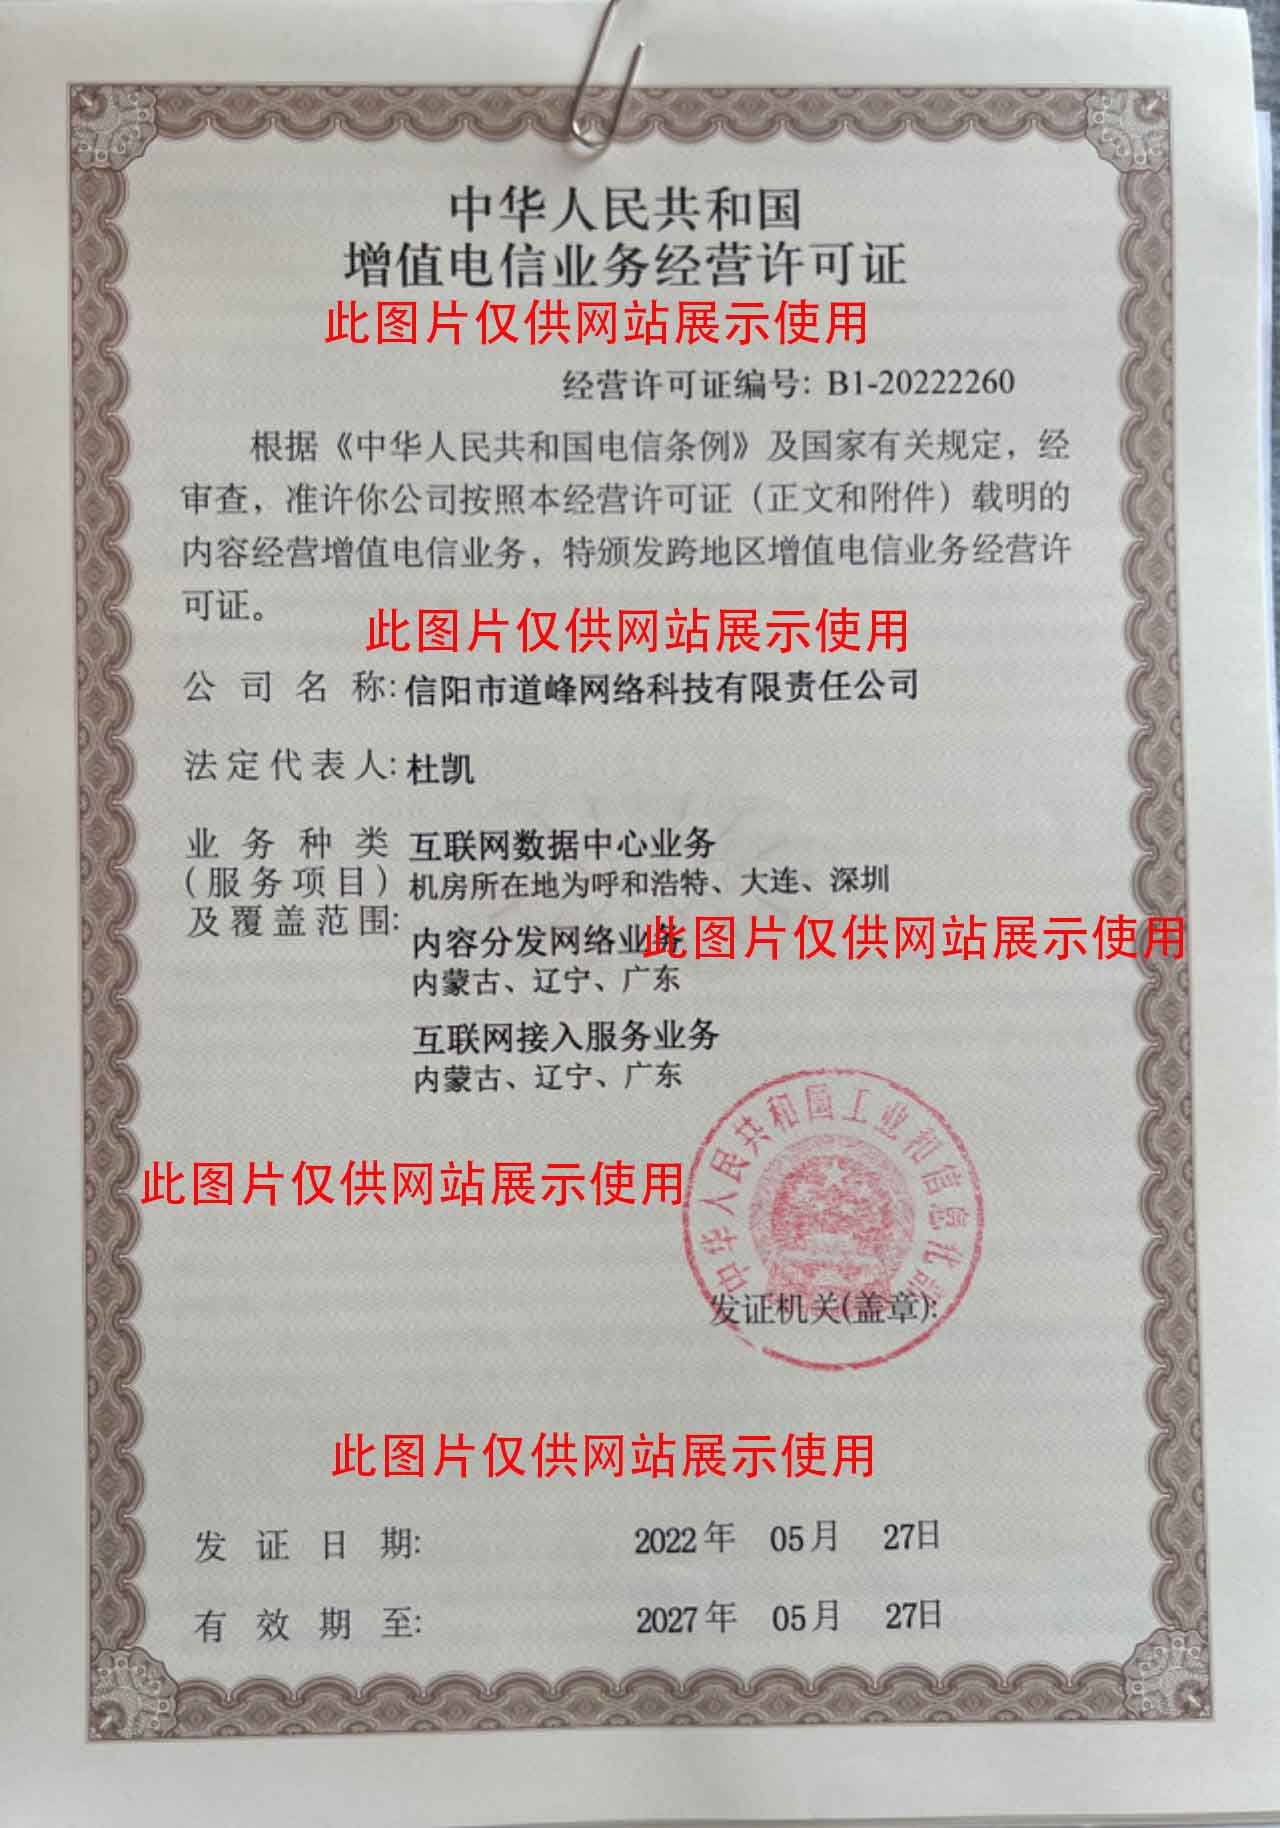 中华人民共和国
增值电信业务经营许可证
此图片仅供网站展示使用
经营许可证编号: B1-20222260
根据《中华人民共和国电信条例》及国家有关规定，经
审查，准许你公司按照本经营许可证（正文和附件）载明的
内容经营增值电信业务，特颁发跨地区增值电信业务经营许
可证。
此图片仅供网站展示使用
公司名称: 信阳市道峰网络科技有限责任公司
法定代表人: 杜凯
业务种类 互联网数据中心业务
（服务项目） 机房所在地为呼和浩特、大连、深圳
及覆盖范围:
内容分发网络业务
此图片仅供网站展示使用
内蒙古、辽宁、广东
互联网接入服务业务
内蒙古、辽宁、广东
中华人民共和国工业和信息化部
此图片仅供网站展示使用
发证机关(盖章):
此图片仅供网站展示使用
发证日期: 2022年 05月 27日
有效期至: 2027年 05月 27日